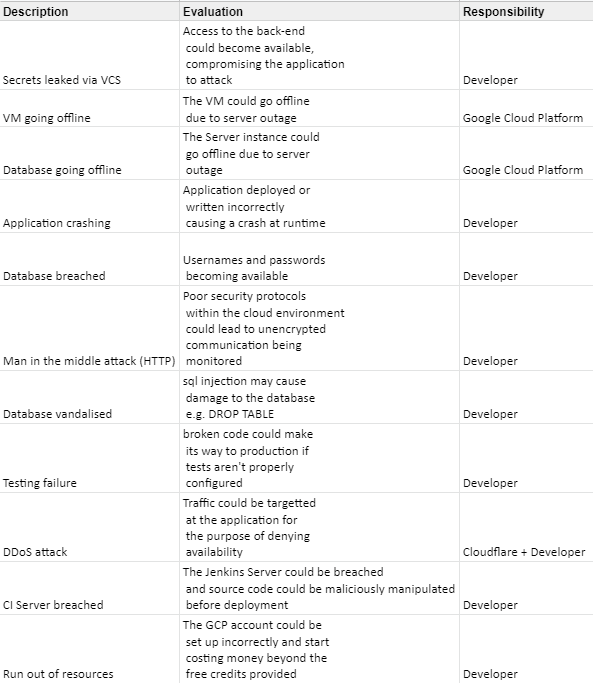 Description Evaluation Responsibility
Access to the back-end
could become available,
compromising the application
Secrets leaked via VCS to attack Developer
The VM could go offline
VM going offline due to server outage Google Cloud Platform
The Server instance could
go offline due to server
Database going offline outage Google Cloud Platform
Application deployed or
written incorrectly
Application crashing causing a crash at runtime Developer
Usernames and passwords
Database breached becoming available Developer
Poor security protocols
within the cloud environment
could lead to unencrypted
communication being
Man in the middle attack (HTTP) monitored Developer
sql injection may cause
damage to the database
Database vandalised e.g. DROP TABLE Developer
broken code could make
its way to production if
tests aren't properly
Testing failure configured Developer
Traffic could be targetted
at the application for
the purpose of denying
DDoS attack availability Cloudflare + Developer
The Jenkins Server could be breached
and source code could be maliciously manipulated
CI Server breached before deployment Developer
The GCP account could be
set up incorrectly and start
costing money beyond the
Run out of resources free credits provided Developer